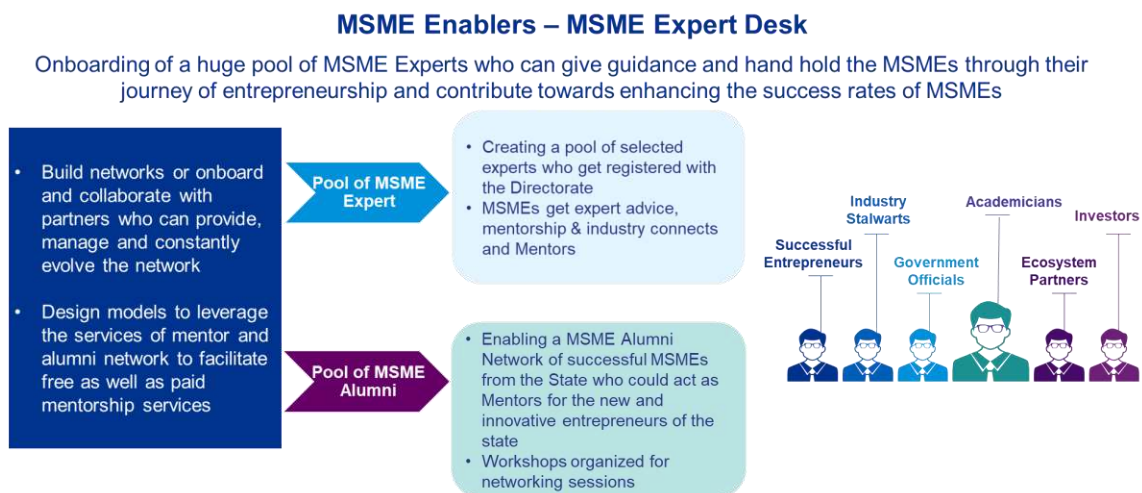 MSME Enablers – MSME Expert Desk
Onboarding of a huge pool of MSME Experts who can give guidance and hand hold the MSMEs through their
journey of entrepreneurship and contribute towards enhancing the success rates of MSMEs
• Build networks or onboard
and collaborate with
partners who can provide,
manage and constantly
evolve the network
• Design models to leverage
the services of mentor and
alumni network to facilitate
free as well as paid
mentorship services
Pool of MSME
Expert
• Creating a pool of selected
experts who get registered with
the Directorate
• MSMEs get expert advice,
mentorship & industry connects
and Mentors
Pool of MSME
Alumni
• Enabling a MSME Alumni
Network of successful MSMEs
from the State who could act as
Mentors for the new and
innovative entrepreneurs of the
state
• Workshops organized for
networking sessions
Successful
Entrepreneurs
Industry
Stalwarts
Government
Officials
Academicians
Ecosystem
Partners
Investors